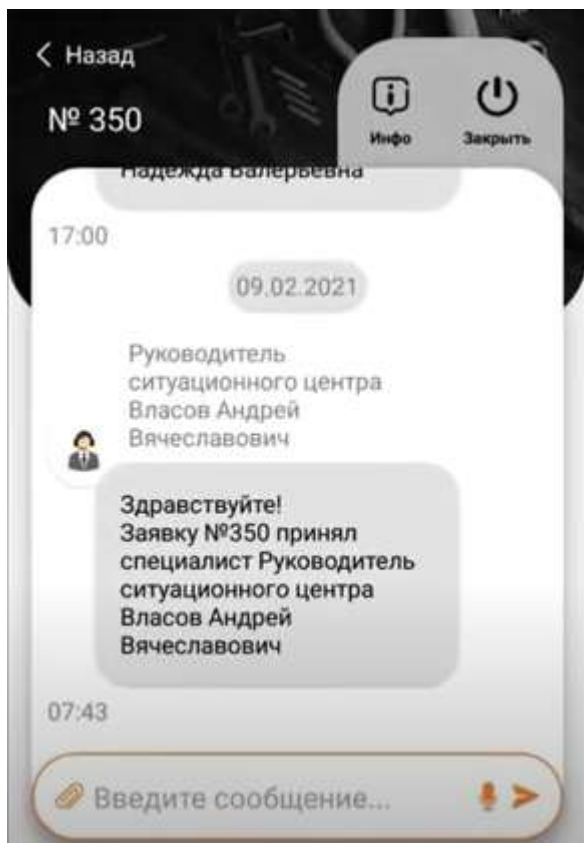 Назад
№ 350
Инфо
Закрыть
Надежда Валерьевна
17:00
09.02.2021
Руководитель
ситуационного центра
Власов Андрей
Вячеславович
Здравствуйте!
Заявку №350 принял
специалист Руководитель
ситуационного центра
Власов Андрей
Вячеславович
07:43
Введите сообщение...